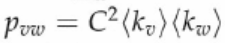 p_{vw} = C^2⟨k_v⟩⟨k_w⟩